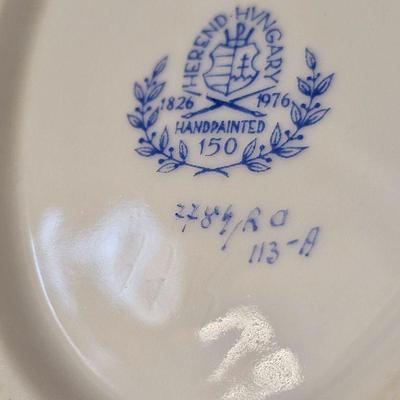 HEREND HUNGARY
1826 1976
HANDPAINTED
150
7784/RO
113-A